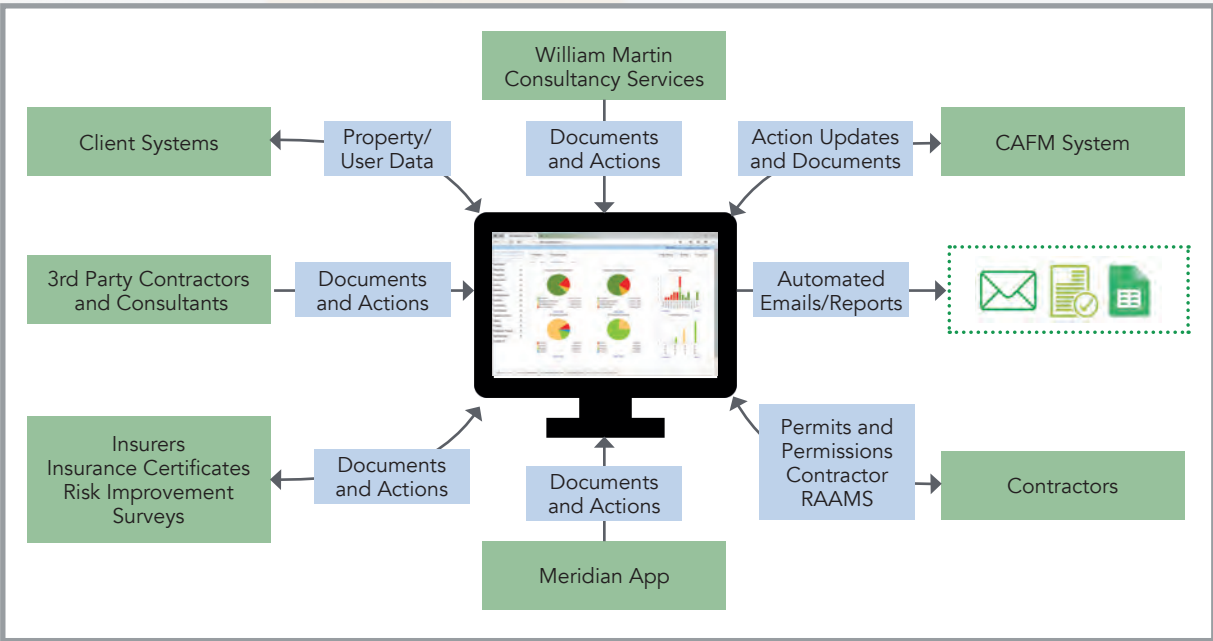 William Martin
Consultancy Services
Client Systems
Property/
User Data
Documents
and Actions
Action Updates
and Documents
CAFM System
3rd Party Contractors
and Consultants
Documents
and Actions
Automated
Emails/Reports
Insurers
Insurance Certificates
Risk Improvement
Surveys
Documents
and Actions
Documents
and Actions
Permits and
Permissions
Contractor
RAAMS
Contractors
Meridian App